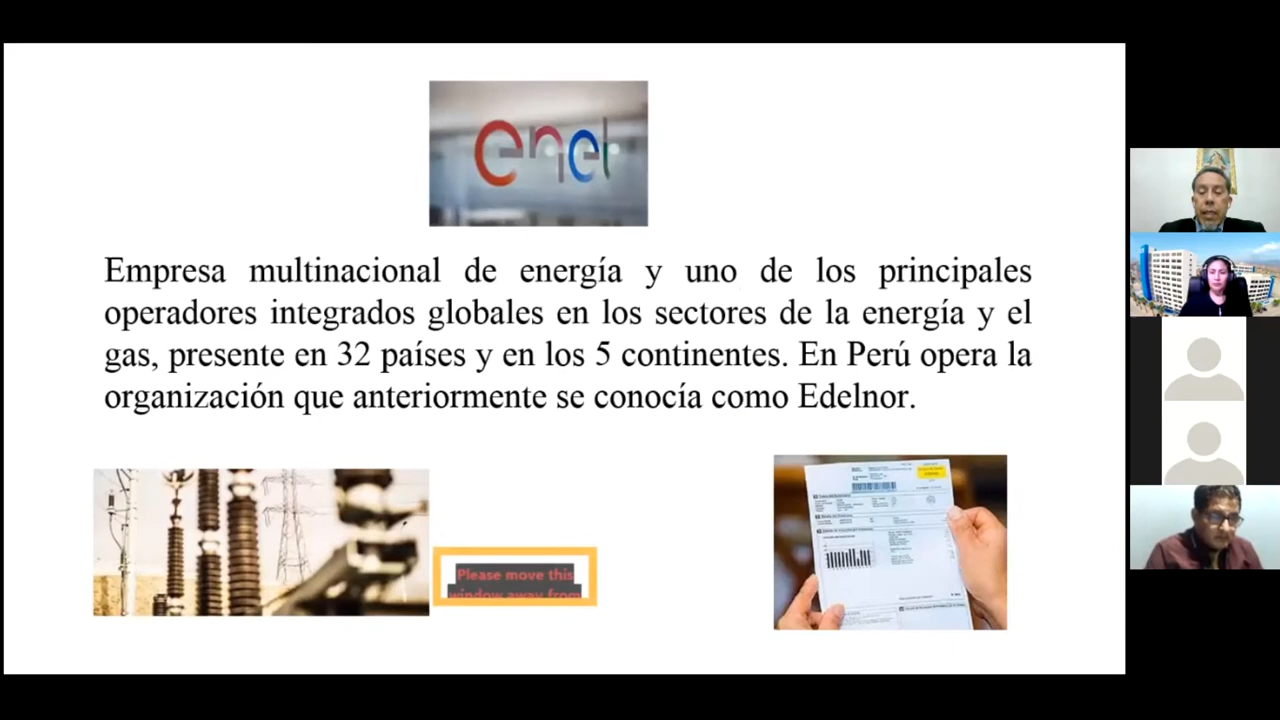 enel
Empresa multinacional de energía y uno de los principales
operadores integrados globales en los sectores de la energía y el
gas, presente en 32 países y en los 5 continentes. En Perú opera la
organización que anteriormente se conocía como Edelnor.
Please move this
window away from